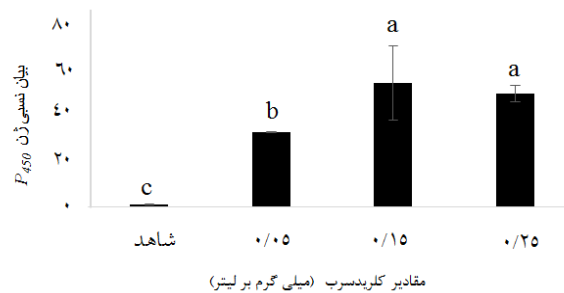 بیان نسبی ژن P450
۸۰
۶۰
۴۰
۲۰
۰
c
b
a
a
شاهد
۰/۰۵
۰/۱۵
۰/۲۵
مقادیر کلریدسرب (میلی گرم بر لیتر)